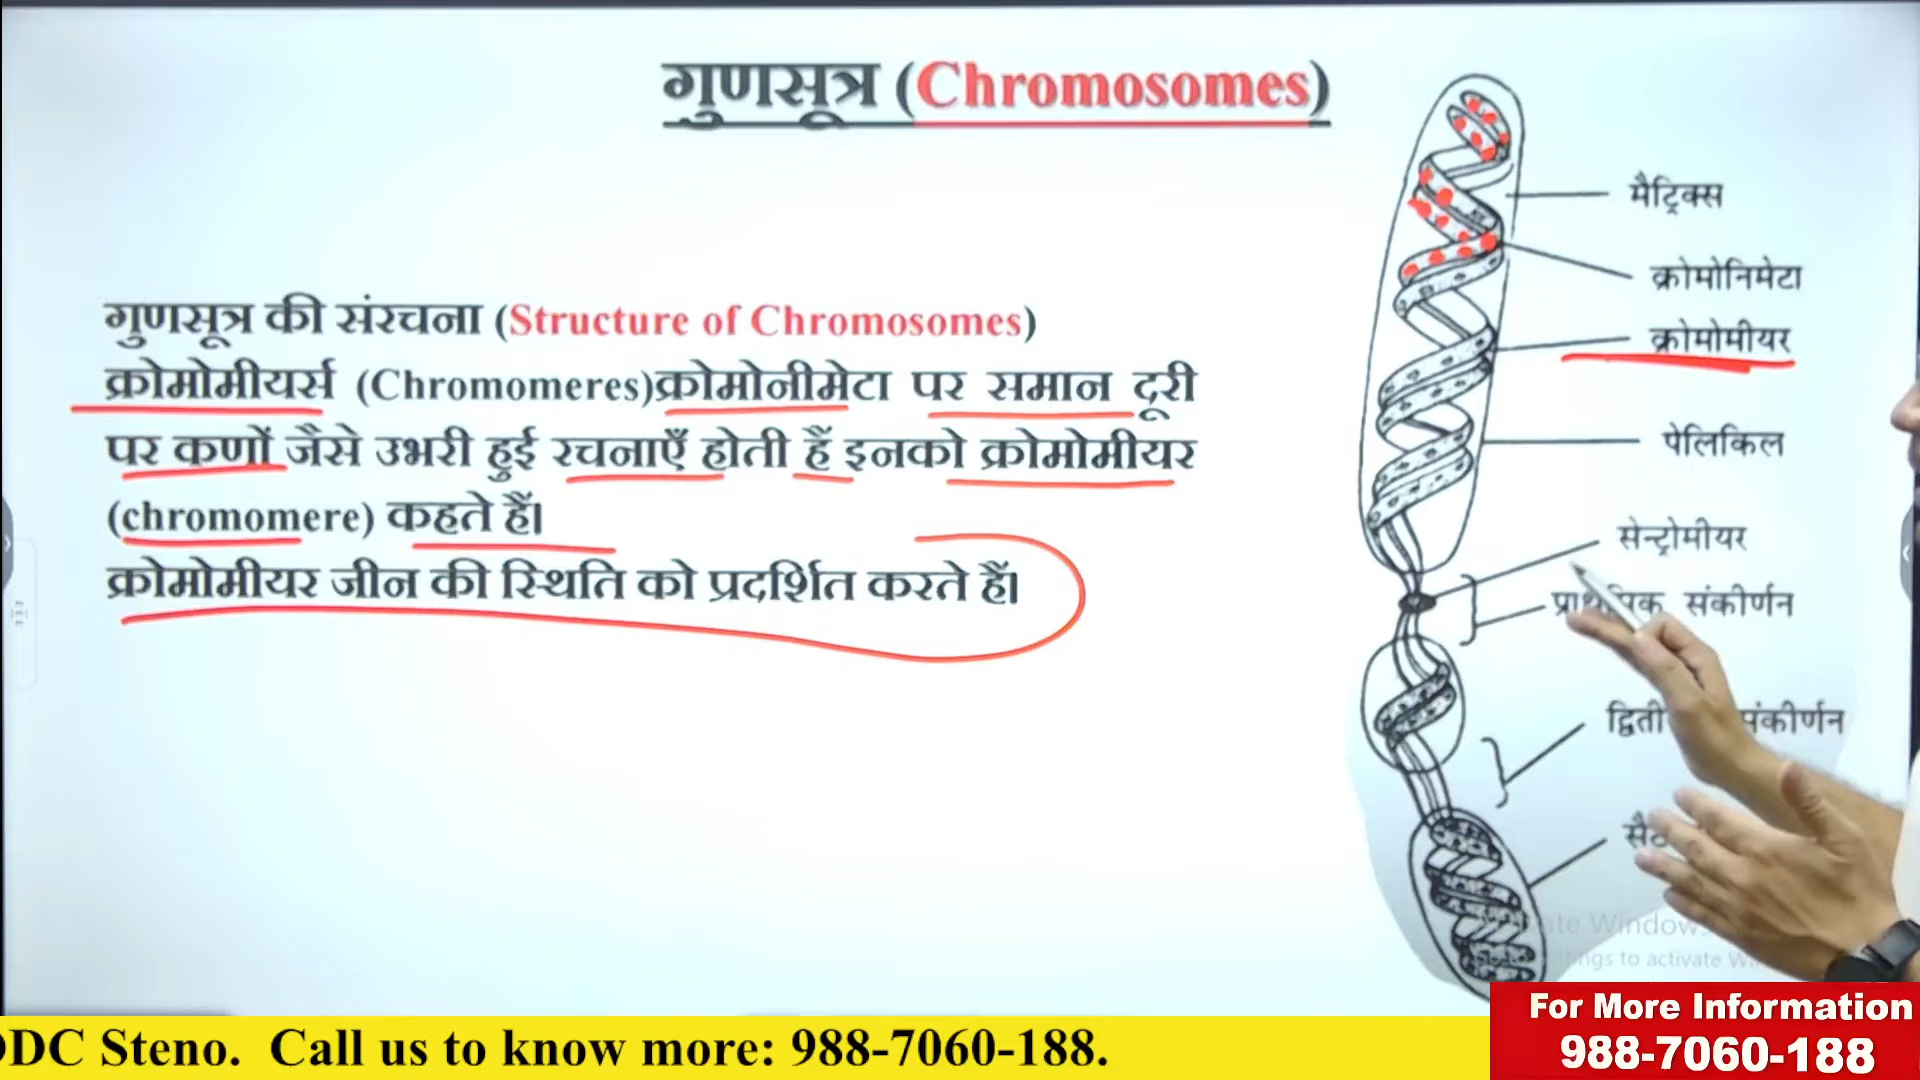 गुणसूत्र (Chromosomes)
गुणसूत्र की संरचना (Structure of Chromosomes)
क्रोमोमीयर्स (Chromomeres)क्रोमोनीमेटा पर समान दूरी
पर कणों जैसे उभरी हुई रचनाएँ होती हैं इनको क्रोमोमीयर
(chromomere) कहते हैं।
क्रोमोमीयर जीन की स्थिति को प्रदर्शित करते हैं।
मैट्रिक्स
क्रोमोनिमेटा
क्रोमोमीयर
पेलिकिल
सेन्ट्रोमीयर
संकीर्णन
DC Steno. Call us to know more: 988-7060-188.
For More Information
988-7060-188